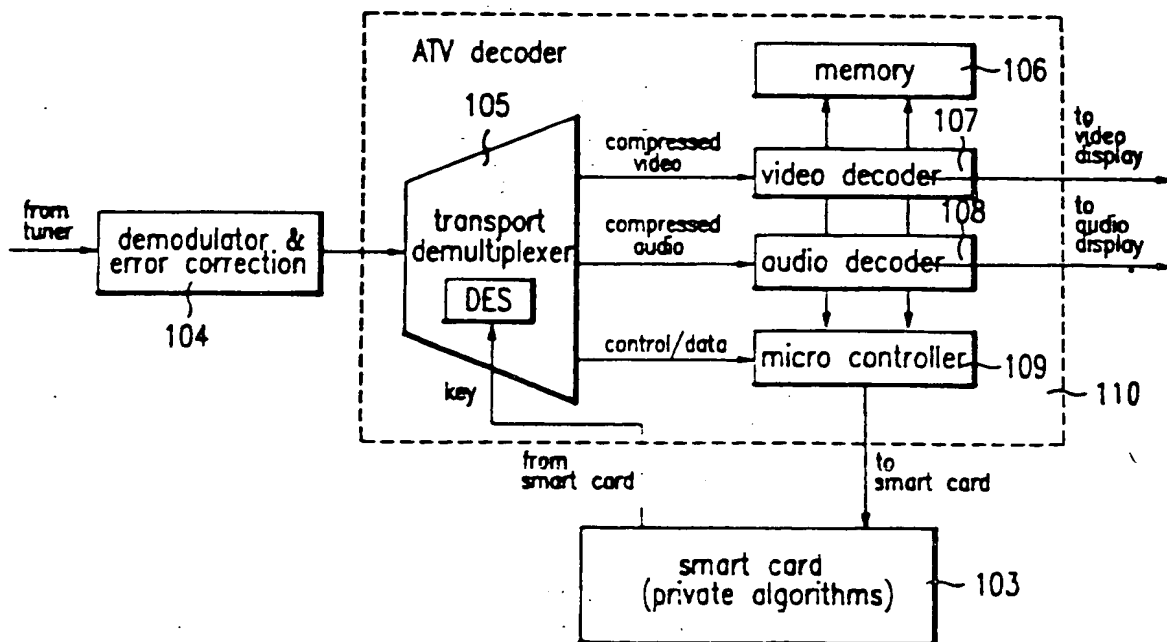 ATV decoder
memory
106
105
107
to
video
display
compressed
video
video decoder
108
from
tuner
demodulator &
error correction
104
transport
demultiplexer
compressed
audio
audio decoder
to
audio
display
DES
control/data
micro controller
109
key
110
from
smart card
to
smart card
smart card
(private algorithms)
103